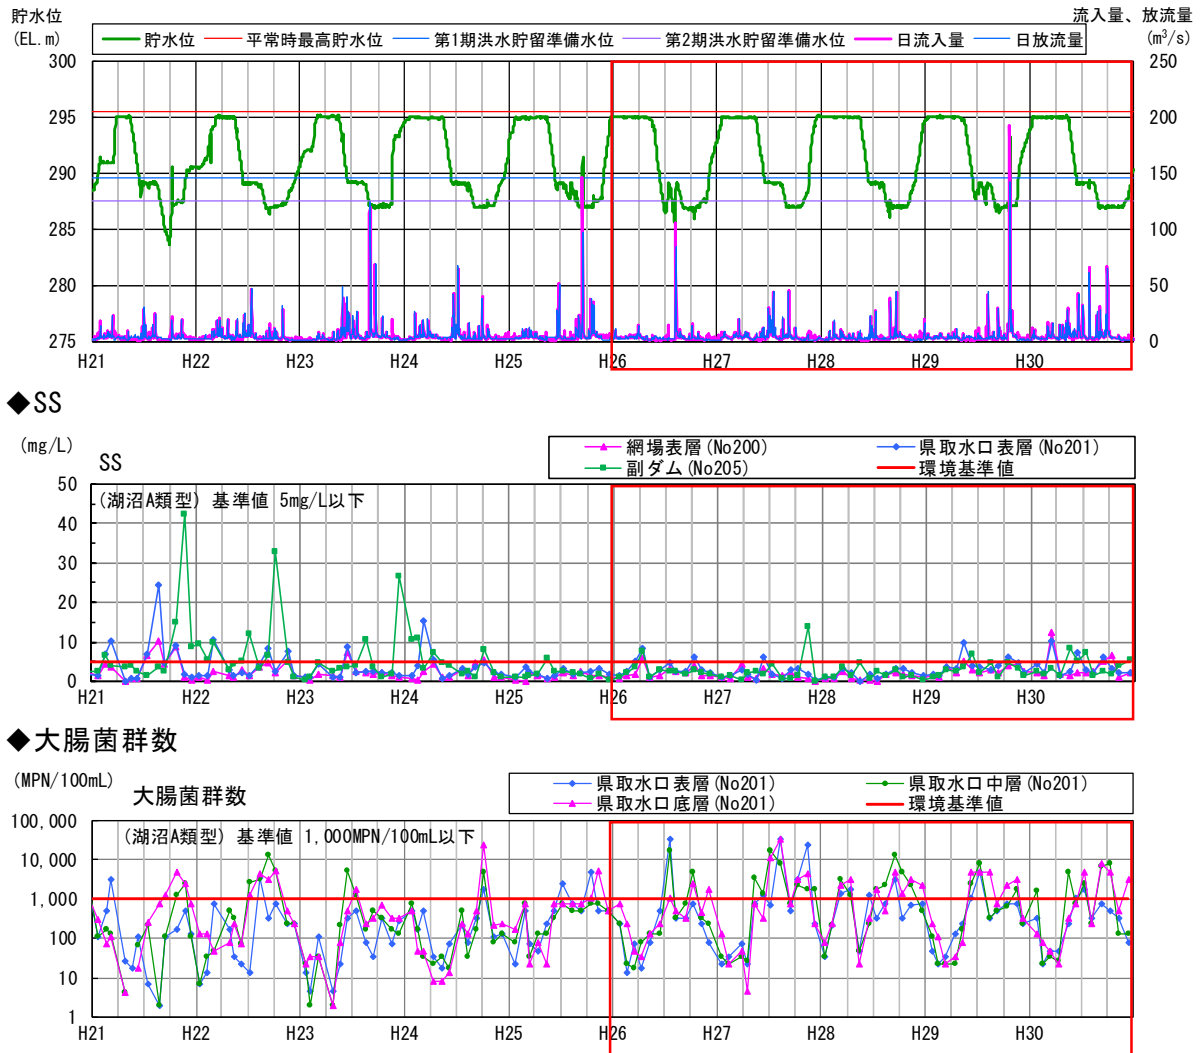 貯水位
(EL.m)
流入量、放流量
(m³/s)
貯水位 平常時最高貯水位 第1期洪水貯留準備水位 第2期洪水貯留準備水位 日流入量 日放流量
300
295
290
285
280
275
250
200
150
100
50
0
H21 H22 H23 H24 H25 H26 H27 H28 H29 H30
◆SS
(mg/L)
SS
網場表層(No200) 県取水口表層(No201)
副ダム(No205) 環境基準値
(湖沼A類型) 基準値 5mg/L以下
50
40
30
20
10
0
H21 H22 H23 H24 H25 H26 H27 H28 H29 H30
◆大腸菌群数
(MPN/100mL)
大腸菌群数
県取水口表層(No201) 県取水口中層(No201)
県取水口底層(No201) 環境基準値
(湖沼A類型) 基準値 1,000MPN/100mL以下
100,000
10,000
1,000
100
10
1
H21 H22 H23 H24 H25 H26 H27 H28 H29 H30